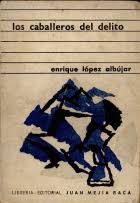 los caballeros del delito
enrique lópez albújar
LIBRERIA - EDITORIAL JUAN MEJIA BACA